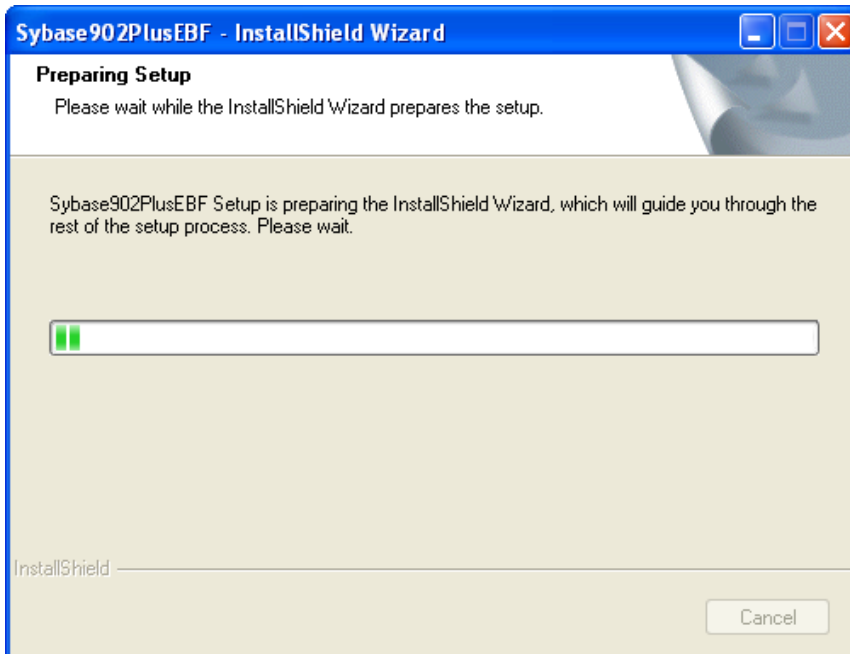 Sybase902PlusEBF - InstallShield Wizard
Preparing Setup
Please wait while the InstallShield Wizard prepares the setup.
Sybase902PlusEBF Setup is preparing the InstallShield Wizard, which will guide you through the
rest of the setup process. Please wait.
InstallShield
Cancel